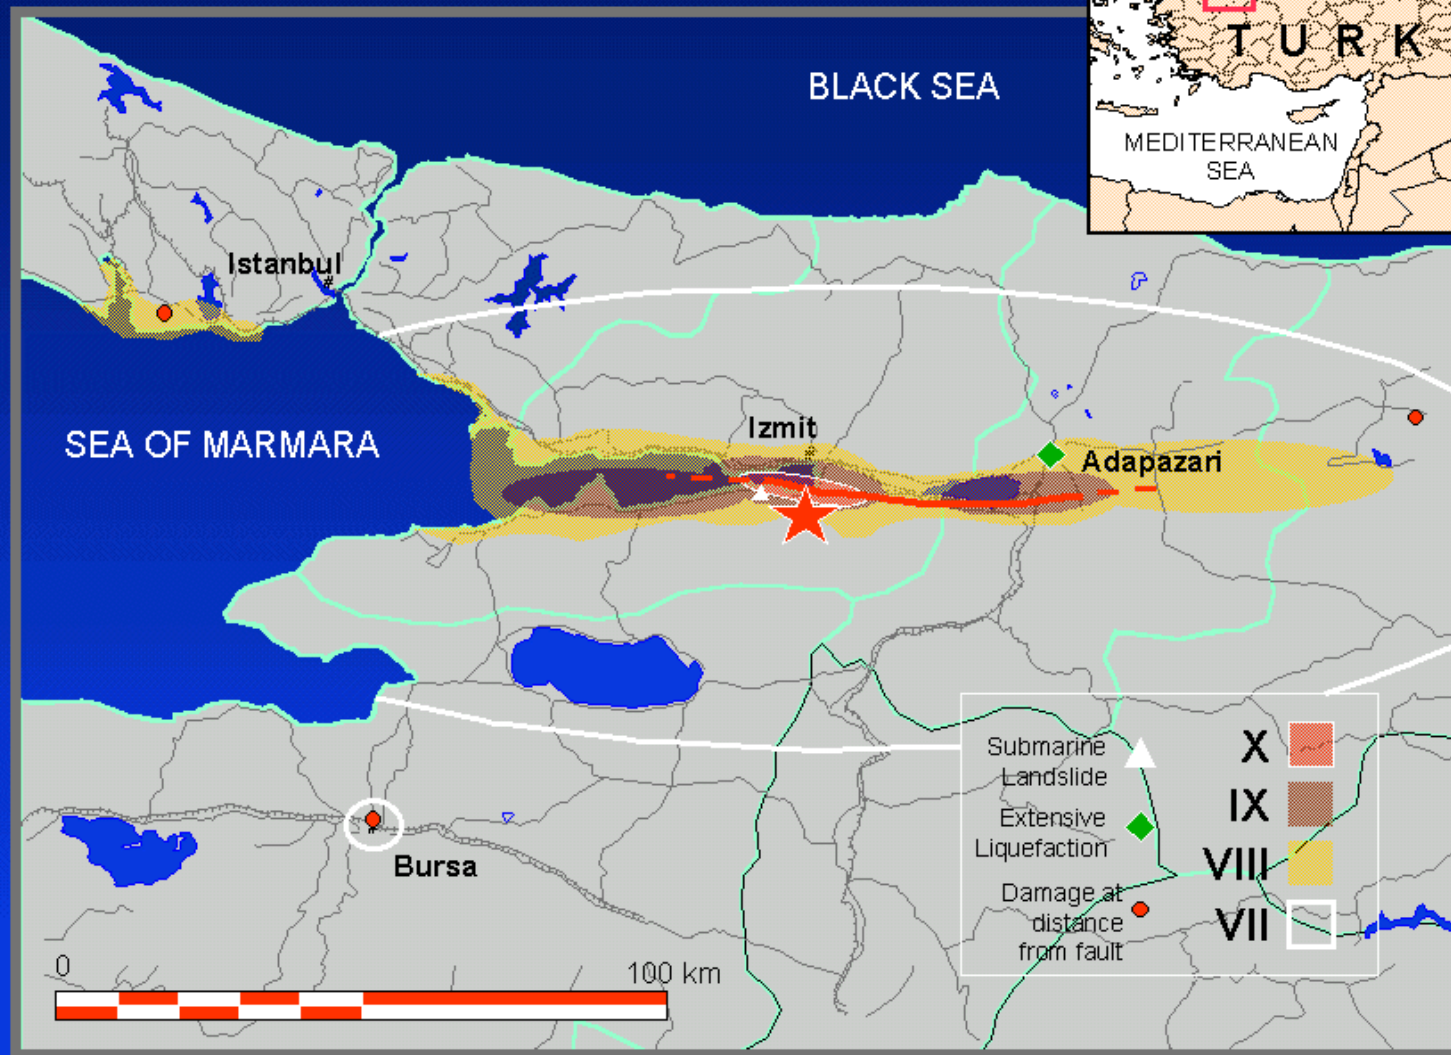 BLACK SEA
T U R K
MEDITERRANEAN
SEA
Istanbul
SEA OF MARMARA
Izmit
Adapazari
Bursa
Submarine
Landslide
Extensive
Liquefaction
Damage at
distance
from fault
X
IX
VIII
VII
0
100 km